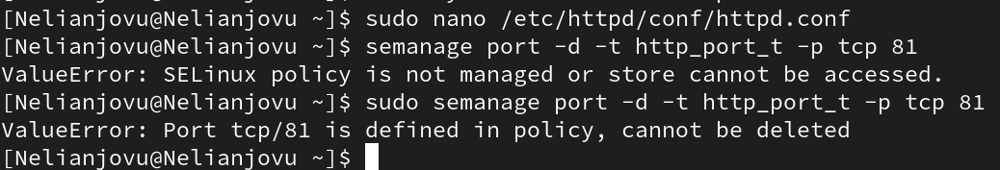 [Nelianjovu@Nelianjovu ~]$ sudo nano /etc/httpd/conf/httpd.conf
[Nelianjovu@Nelianjovu ~]$ semanage port -d -t http_port_t -p tcp 81
ValueError: SELinux policy is not managed or store cannot be accessed.
[Nelianjovu@Nelianjovu ~]$ sudo semanage port -d -t http_port_t -p tcp 81
ValueError: Port tcp/81 is defined in policy, cannot be deleted
[Nelianjovu@Nelianjovu ~]$